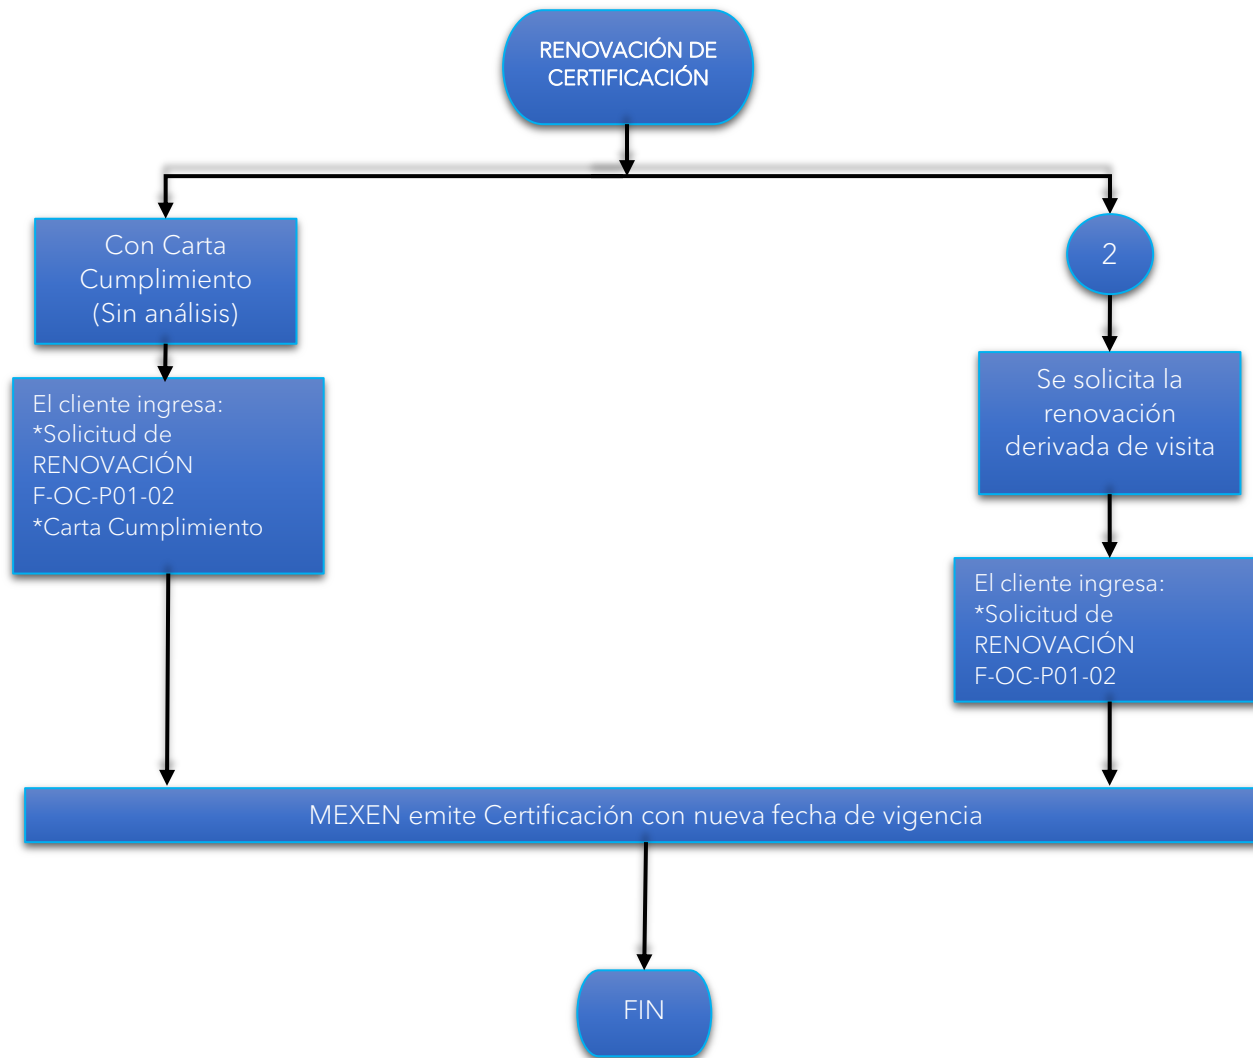 RENOVACIÓN DE
CERTIFICACIÓN
Con Carta
Cumplimiento
(Sin análisis)
El cliente ingresa:
*Solicitud de
RENOVACIÓN
F-OC-P01-02
*Carta Cumplimiento
2
Se solicita la
renovación
derivada de visita
El cliente ingresa:
*Solicitud de
RENOVACIÓN
F-OC-P01-02
MEXEN emite Certificación con nueva fecha de vigencia
FIN